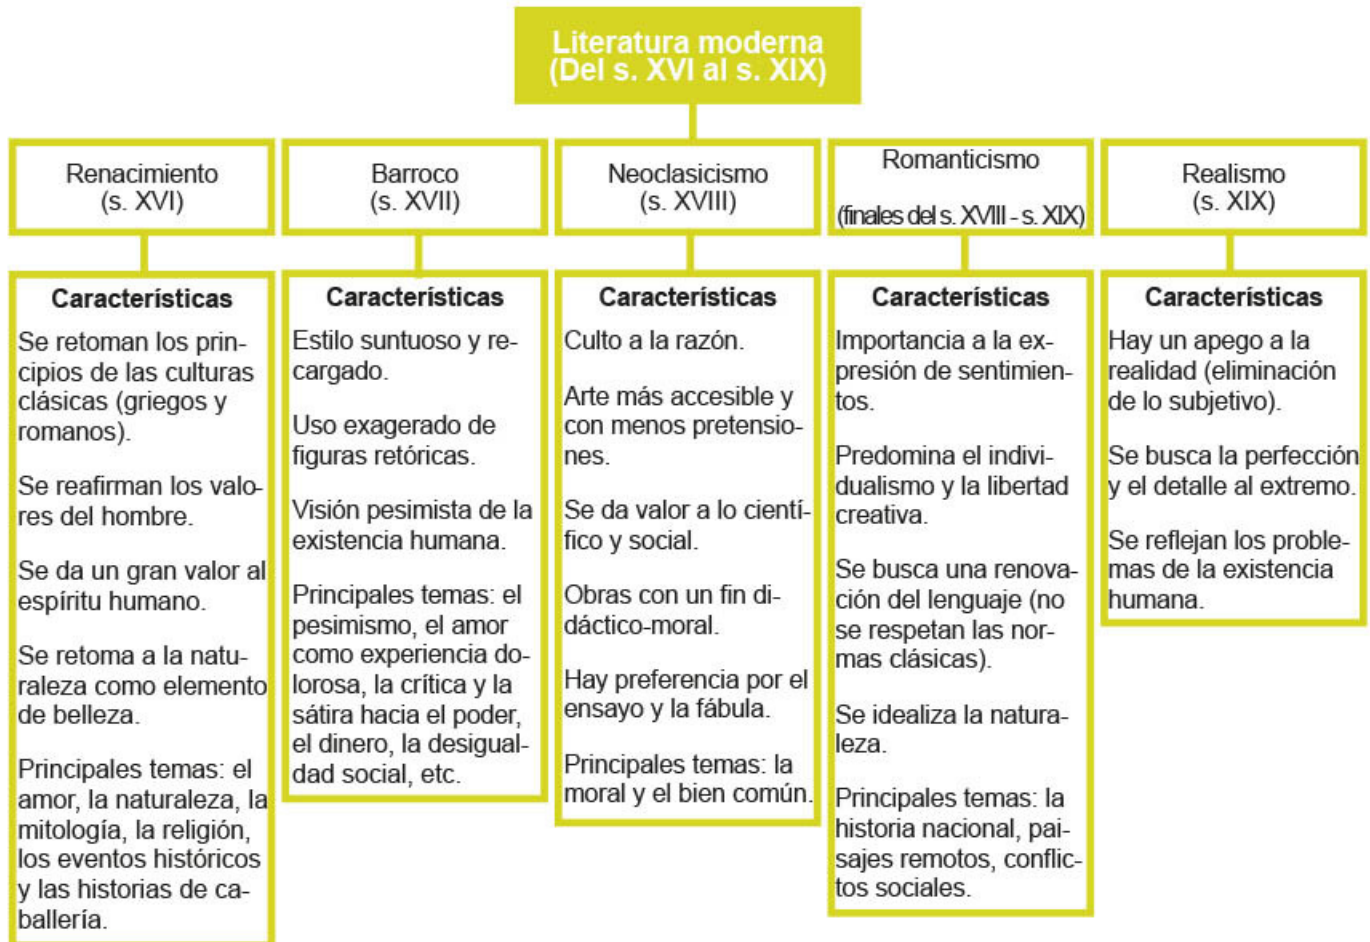 Literatura moderna
(Del s. XVI al s. XIX)
Renacimiento
(s. XVI)
Características
Se retoman los prin-
cipios de las culturas
clásicas (griegos y
romanos).
Se reafirman los valo-
res del hombre.
Se da un gran valor al
espíritu humano.
Se retoma a la natu-
raleza como elemento
de belleza.
Principales temas: el
amor, la naturaleza, la
mitología, la religión,
los eventos históricos
y las historias de ca-
ballería.
Barroco
(s. XVII)
Características
Estilo suntuoso y re-
cargado.
Uso exagerado de
figuras retóricas.
Visión pesimista de la
existencia humana.
Principales temas: el
pesimismo, el amor
como experiencia do-
lorosa, la crítica y la
sátira hacia el poder,
el dinero, la desigual-
dad social, etc.
Neoclasicismo
(s. XVIII)
Características
Culto a la razón.
Arte más accesible y
con menos pretensio-
nes.
Se da valor a lo cientí-
fico y social.
Obras con un fin di-
dáctico-moral.
Hay preferencia por el
ensayo y la fábula.
Principales temas: la
moral y el bien común.
Romanticismo
(finales del s. XVIII - s. XIX)
Características
Importancia a la ex-
presión de sentimien-
tos.
Predomina el indivi-
dualismo y la libertad
creativa.
Se busca una renova-
ción del lenguaje (no
se respetan las nor-
mas clásicas).
Se idealiza la natura-
leza.
Principales temas: la
historia nacional, pai-
sajes remotos, conflic-
tos sociales.
Realismo
(s. XIX)
Características
Hay un apego a la
realidad (eliminación
de lo subjetivo).
Se busca la perfección
y el detalle al extremo.
Se reflejan los proble-
mas de la existencia
humana.